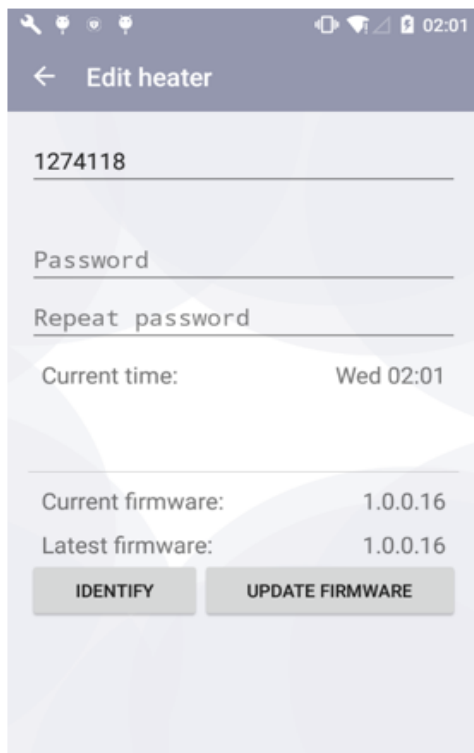 02:01
Edit heater
1274118
Password
Repeat password
Current time: Wed 02:01
Current firmware: 1.0.0.16
Latest firmware: 1.0.0.16
IDENTIFY UPDATE FIRMWARE